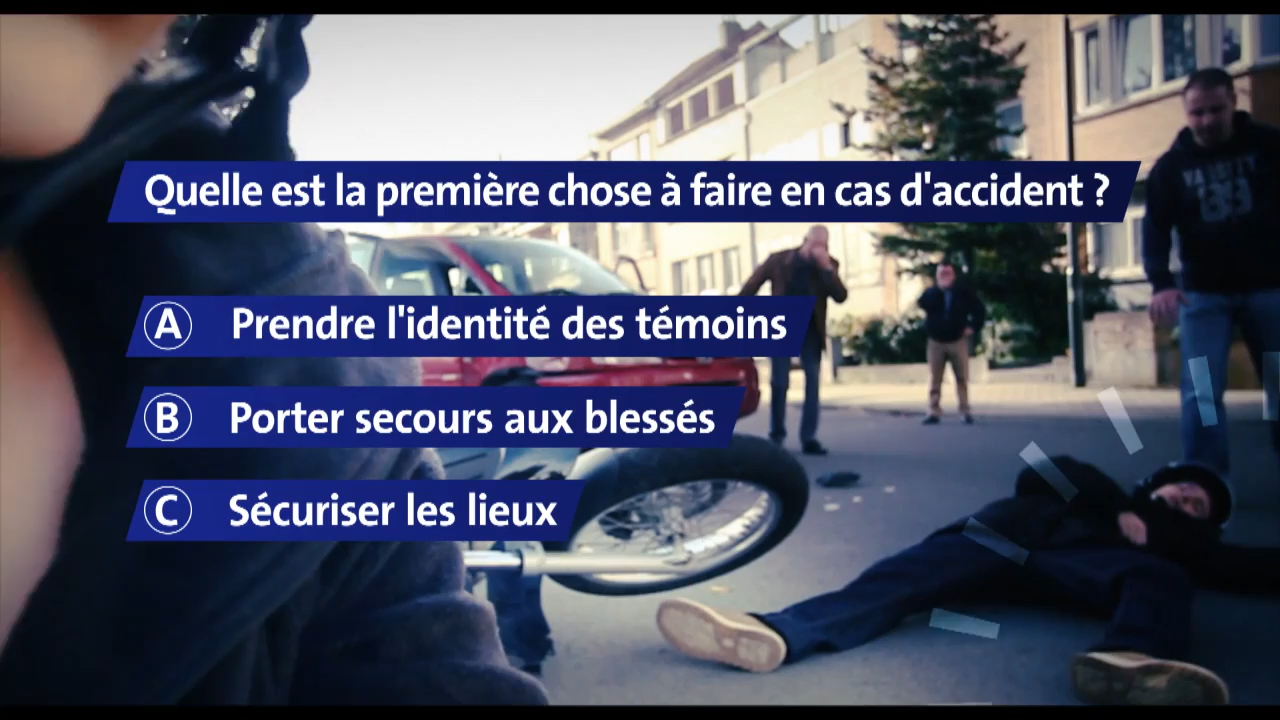 Quelle est la première chose à faire en cas d'accident ?
A Prendre l'identité des témoins
B Porter secours aux blessés
C Sécuriser les lieux
VARSITY